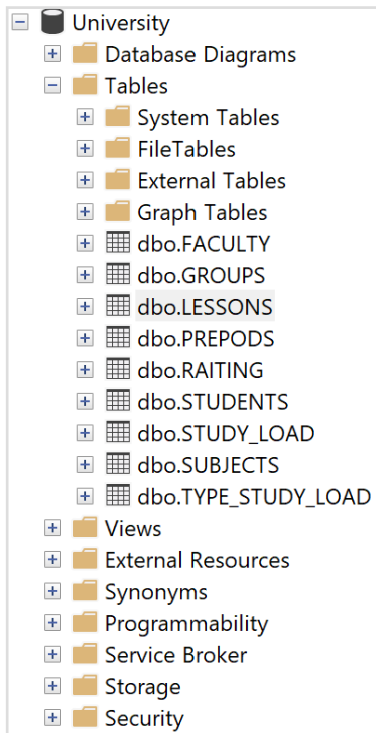 University
Database Diagrams
Tables
System Tables
FileTables
External Tables
Graph Tables
dbo.FACULTY
dbo.GROUPS
dbo.LESSONS
dbo.PREPODS
dbo.RAITING
dbo.STUDENTS
dbo.STUDY_LOAD
dbo.SUBJECTS
dbo.TYPE_STUDY_LOAD
Views
External Resources
Synonyms
Programmability
Service Broker
Storage
Security